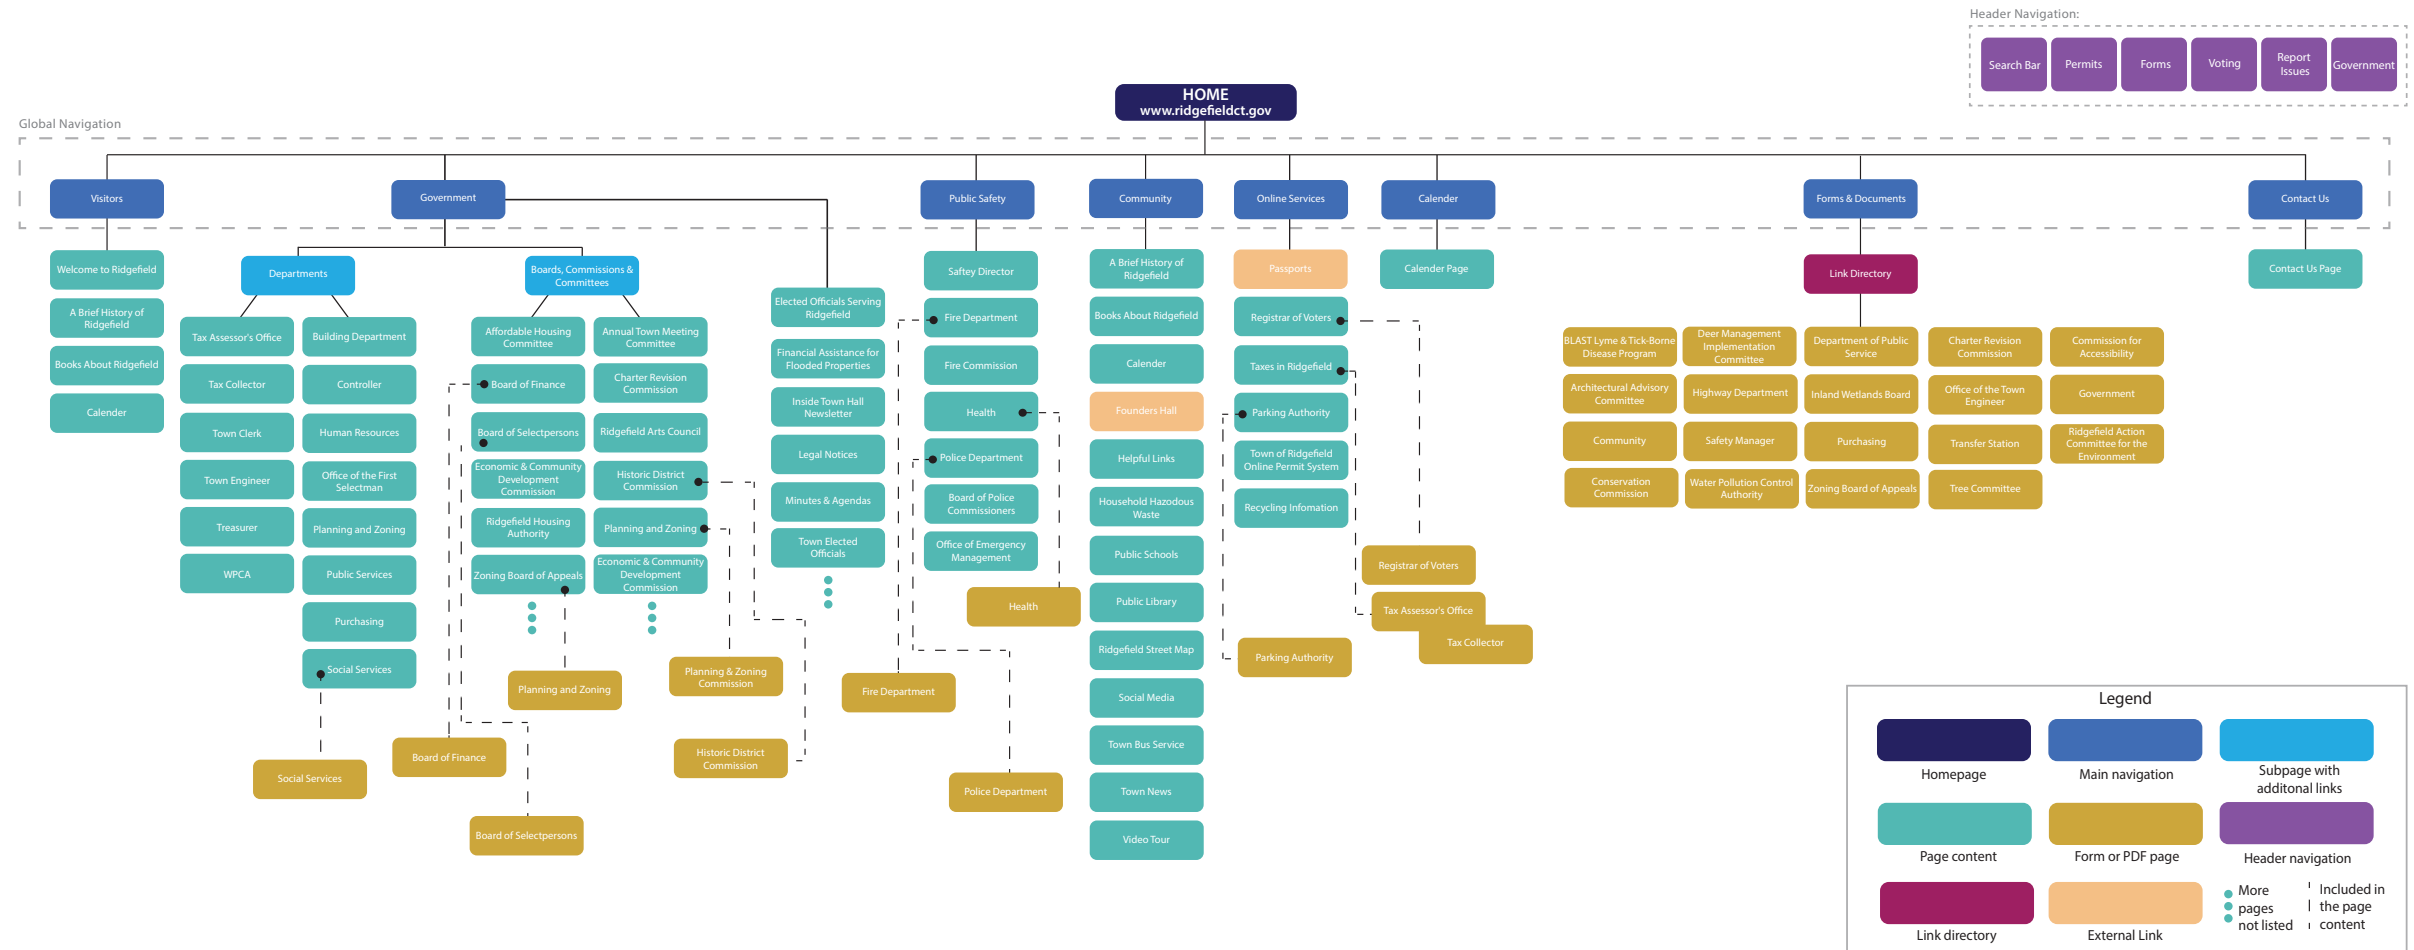 Header Navigation:
Search Bar
Permits
Forms
Voting
Report
Issues
Government
HOME
www.ridgefieldct.gov
Global Navigation
Visitors
Government
Public Safety
Community
Online Services
Calender
Forms & Documents
Contact Us
Welcome to Ridgefield
A Brief History of
Ridgefield
Books About Ridgefield
Calender
Departments
Tax Assessor's Office
Tax Collector
Town Clerk
Town Engineer
Treasurer
WPCA
Building Department
Controller
Human Resources
Office of the First
Selectman
Planning and Zoning
Public Services
Purchasing
Social Services
Social Services
Boards, Commissions &
Committees
Affordable Housing
Committee
Board of Finance
Board of Selectpersons
Economic & Community
Development
Commission
Ridgefield Housing
Authority
Zoning Board of Appeals
Annual Town Meeting
Committee
Charter Revision
Commission
Ridgefield Arts Council
Historic District
Commission
Planning and Zoning
Economic & Community
Development
Commission
Planning and Zoning
Board of Finance
Board of Selectpersons
Planning & Zoning
Commission
Historic District
Commission
Elected Officials Serving
Ridgefield
Financial Assistance for
Flooded Properties
Inside Town Hall
Newsletter
Legal Notices
Minutes & Agendas
Town Elected
Officials
Saftey Director
Fire Department
Fire Commission
Health
Police Department
Board of Police
Commissioners
Office of Emergency
Management
Health
Fire Department
Police Department
A Brief History of
Ridgefield
Books About Ridgefield
Calender
Founders Hall
Helpful Links
Household Hazodous
Waste
Public Schools
Public Library
Ridgefield Street Map
Social Media
Town Bus Service
Town News
Video Tour
Passports
Registrar of Voters
Taxes in Ridgefield
Parking Authority
Town of Ridgefield
Online Permit System
Recycling Infomation
Registrar of Voters
Tax Assessor's Office
Tax Collector
Parking Authority
Calender Page
Link Directory
BLAST Lyme & Tick-Borne
Disease Program
Architectural Advisory
Committee
Community
Conservation
Commission
Deer Management
Implementation
Committee
Highway Department
Safety Manager
Water Pollution Control
Authority
Department of Public
Service
Inland Wetlands Board
Purchasing
Zoning Board of Appeals
Charter Revision
Commission
Office of the Town
Engineer
Transfer Station
Tree Committee
Commission for
Accessibility
Government
Ridgefield Action
Committee for the
Environment
Contact Us Page
Legend
Homepage
Main navigation
Subpage with
additonal links
Page content
Form or PDF page
Header navigation
Link directory
External Link
More
pages
not listed
Included in
the page
content